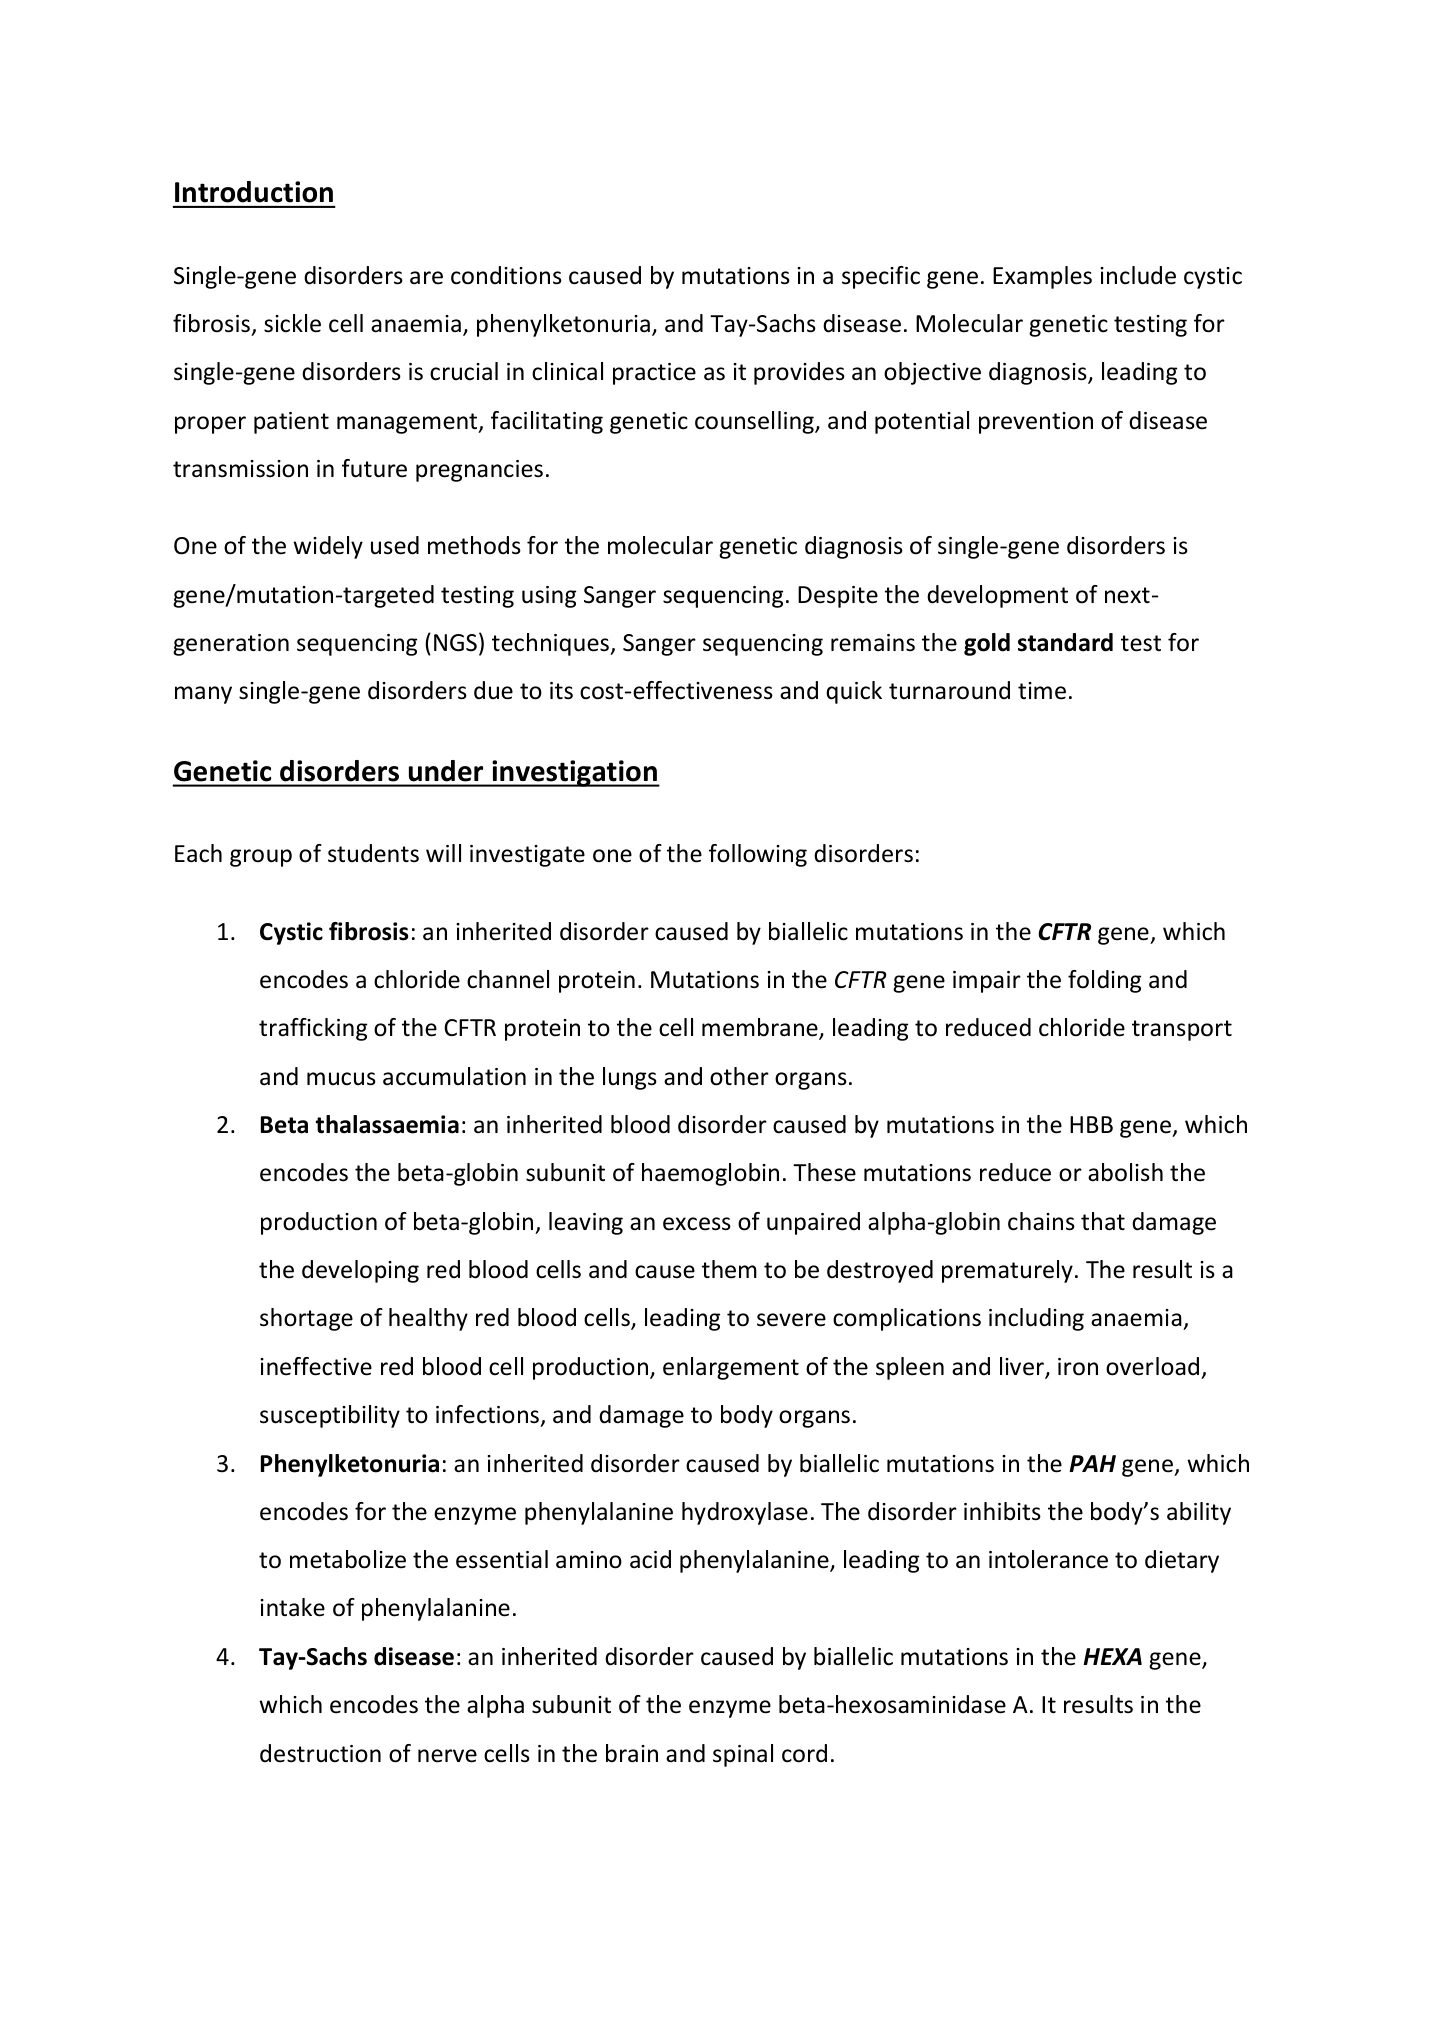 Introduction
Single-gene disorders are conditions caused by mutations in a specific gene. Examples include cystic
fibrosis, sickle cell anaemia, phenylketonuria, and Tay-Sachs disease. Molecular genetic testing for
single-gene disorders is crucial in clinical practice as it provides an objective diagnosis, leading to
proper patient management, facilitating genetic counselling, and potential prevention of disease
transmission in future pregnancies.
One of the widely used methods for the molecular genetic diagnosis of single-gene disorders is
gene/mutation-targeted testing using Sanger sequencing. Despite the development of next-
generation sequencing (NGS) techniques, Sanger sequencing remains the gold standard test for
many single-gene disorders due to its cost-effectiveness and quick turnaround time.
Genetic disorders under investigation
Each group of students will investigate one of the following disorders:
1. Cystic fibrosis: an inherited disorder caused by biallelic mutations in the CFTR gene, which
encodes a chloride channel protein. Mutations in the CFTR gene impair the folding and
trafficking of the CFTR protein to the cell membrane, leading to reduced chloride transport
and mucus accumulation in the lungs and other organs.
2. Beta thalassaemia: an inherited blood disorder caused by mutations in the HBB gene, which
encodes the beta-globin subunit of haemoglobin. These mutations reduce or abolish the
production of beta-globin, leaving an excess of unpaired alpha-globin chains that damage
the developing red blood cells and cause them to be destroyed prematurely. The result is a
shortage of healthy red blood cells, leading to severe complications including anaemia,
ineffective red blood cell production, enlargement of the spleen and liver, iron overload,
susceptibility to infections, and damage to body organs.
3. Phenylketonuria: an inherited disorder caused by biallelic mutations in the PAH gene, which
encodes for the enzyme phenylalanine hydroxylase. The disorder inhibits the body’s ability
to metabolize the essential amino acid phenylalanine, leading to an intolerance to dietary
intake of phenylalanine.
4. Tay-Sachs disease: an inherited disorder caused by biallelic mutations in the HEXA gene,
which encodes the alpha subunit of the enzyme beta-hexosaminidase A. It results in the
destruction of nerve cells in the brain and spinal cord.